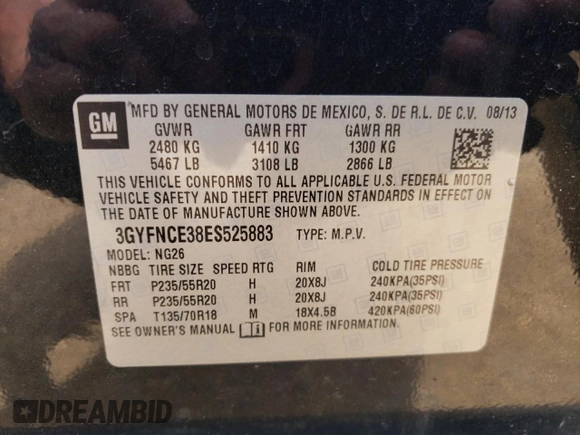 GM
MFD BY GENERAL MOTORS DE MEXICO, S. DE R.L. DE C.V. 08/13
GVWR GAWR FRT GAWR RR
2480 KG 1410 KG 1300 KG
5467 LB 3108 LB 2866 LB
THIS VEHICLE CONFORMS TO ALL APPLICABLE U.S. FEDERAL MOTOR
VEHICLE SAFETY AND THEFT PREVENTION STANDARDS IN EFFECT ON
THE DATE OF MANUFACTURE SHOWN ABOVE.
3GYFNCE38ES525883 TYPE: M.P.V.
MODEL: NG26
NBBG TIRE SIZE SPEED RTG RIM COLD TIRE PRESSURE
FRT P235/55R20 H 20X8J 240KPA(35PSI)
RR P235/55R20 H 20X8J 240KPA(35PSI)
SPA T135/70R18 M 18X4.5B 420KPA(60PSI)
SEE OWNER'S MANUAL FOR MORE INFORMATION.
DREAMBID